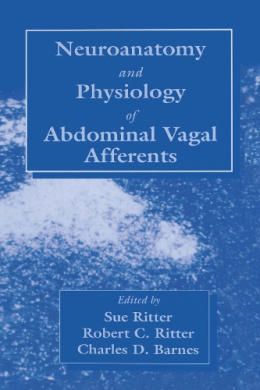 Neuroanatomy
and
Physiology
of
Abdominal Vagal
Afferents
Edited by
Sue Ritter
Robert C. Ritter
Charles D. Barnes